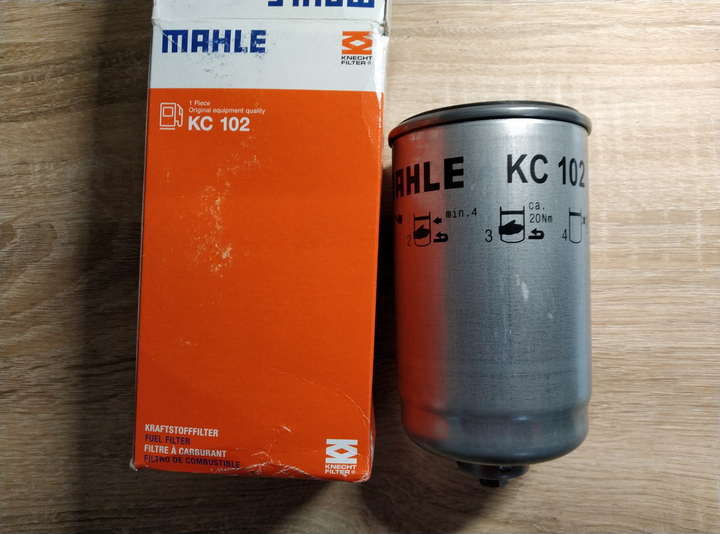 MAHLE
MAHLE
KNECHT
FILTER®
1 Piece
Original equipment quality
KC 102
KRAFTSTOFFFILTER
FUEL FILTER
FILTRE À CARBURANT
FILTRO DE COMBUSTIBLE
KNECHT
FILTER®
MAHLE KC 102
2 min.4
3 ca.
20Nm
4